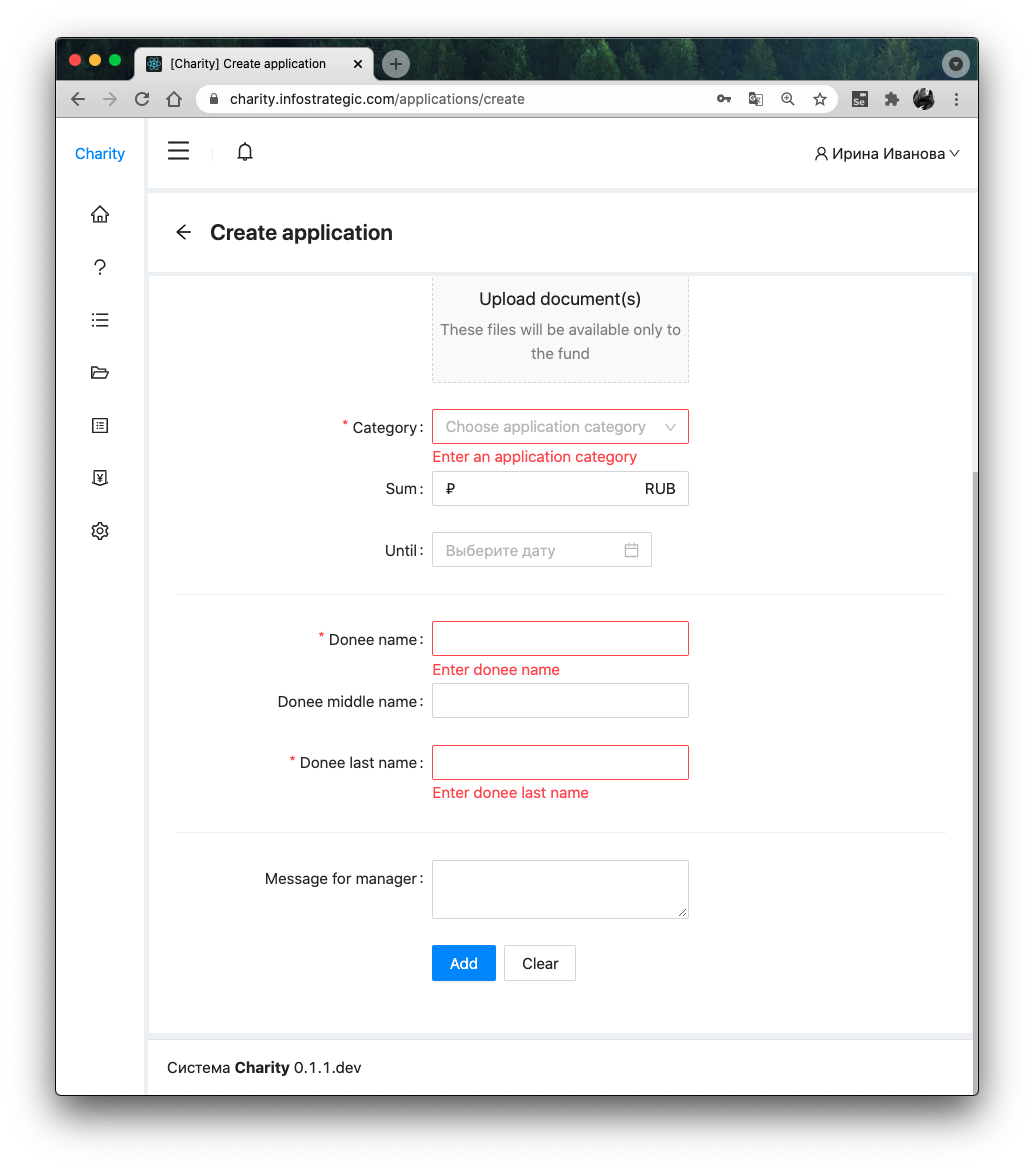 [Charity] Create application
charity.infostrategic.com/applications/create
Se
Charity
Ирина Иванова
Create application
Upload document(s)
These files will be available only to
the fund
* Category: Choose application category
Enter an application category
Sum: ₽ RUB
Until: Выберите дату
* Donee name:
Enter donee name
Donee middle name:
* Donee last name:
Enter donee last name
Message for manager:
Add Clear
Система Charity 0.1.1.dev